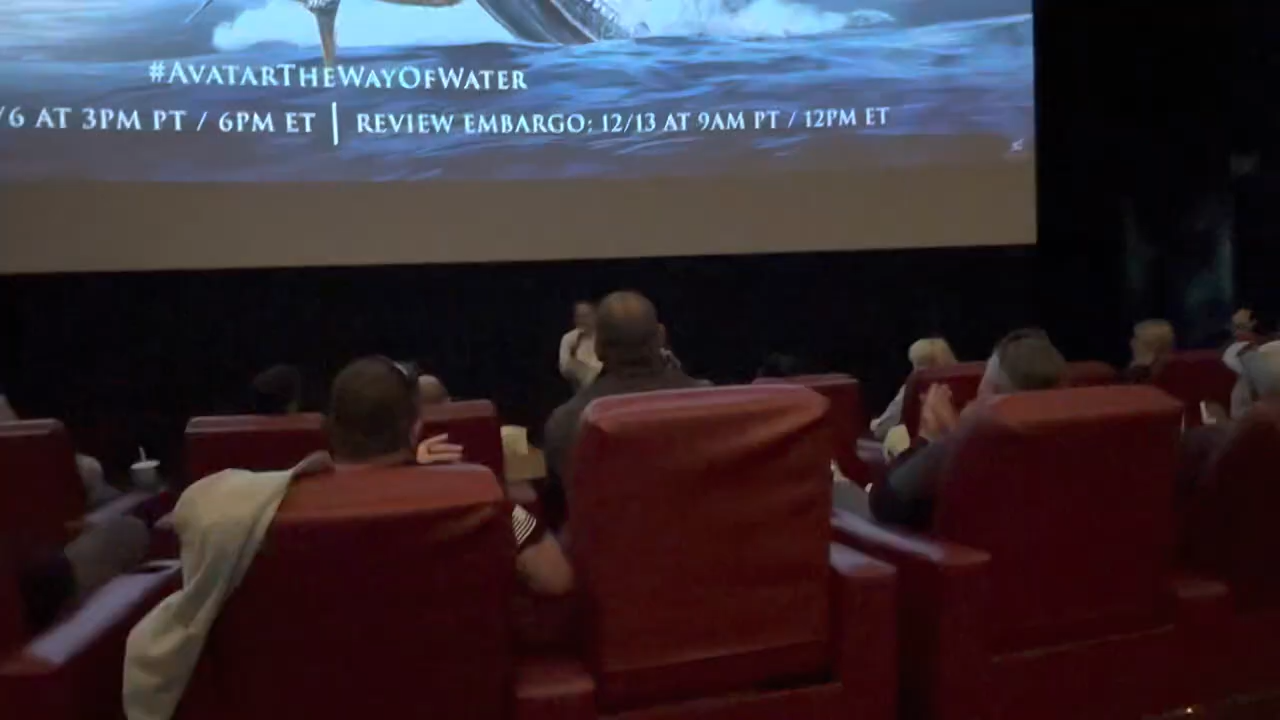 #AvatarTheWayOfWater
/6 AT 3PM PT / 6PM ET | REVIEW EMBARGO: 12/13 AT 9AM PT / 12PM ET